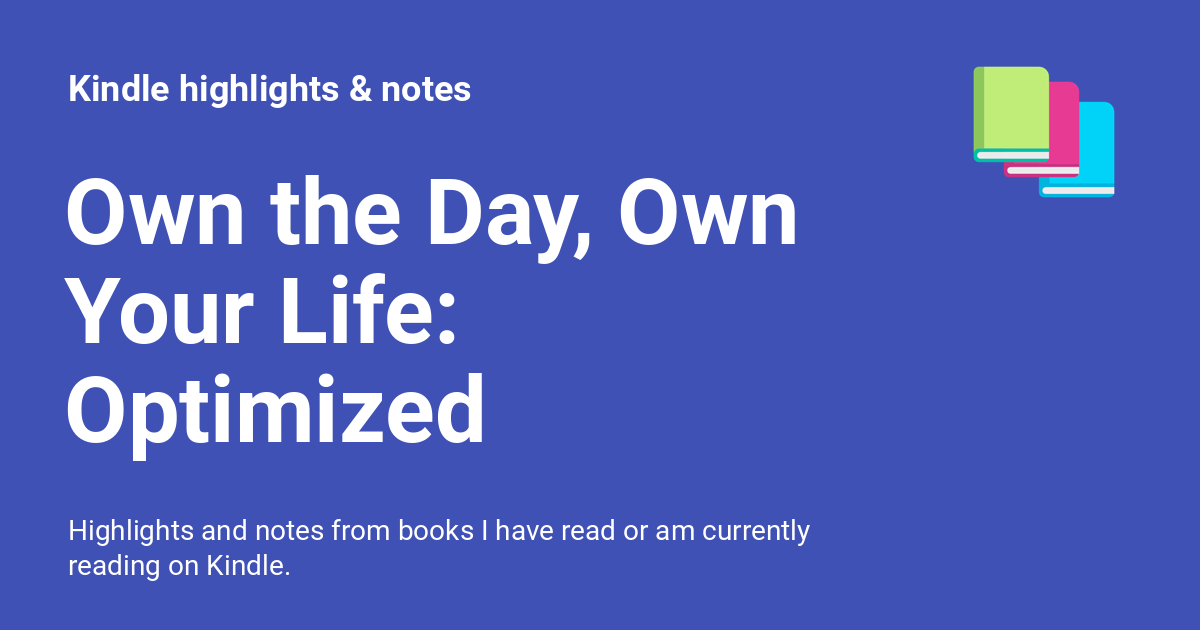 Kindle highlights & notes
Own the Day, Own
Your Life:
Optimized
Highlights and notes from books I have read or am currently
reading on Kindle.